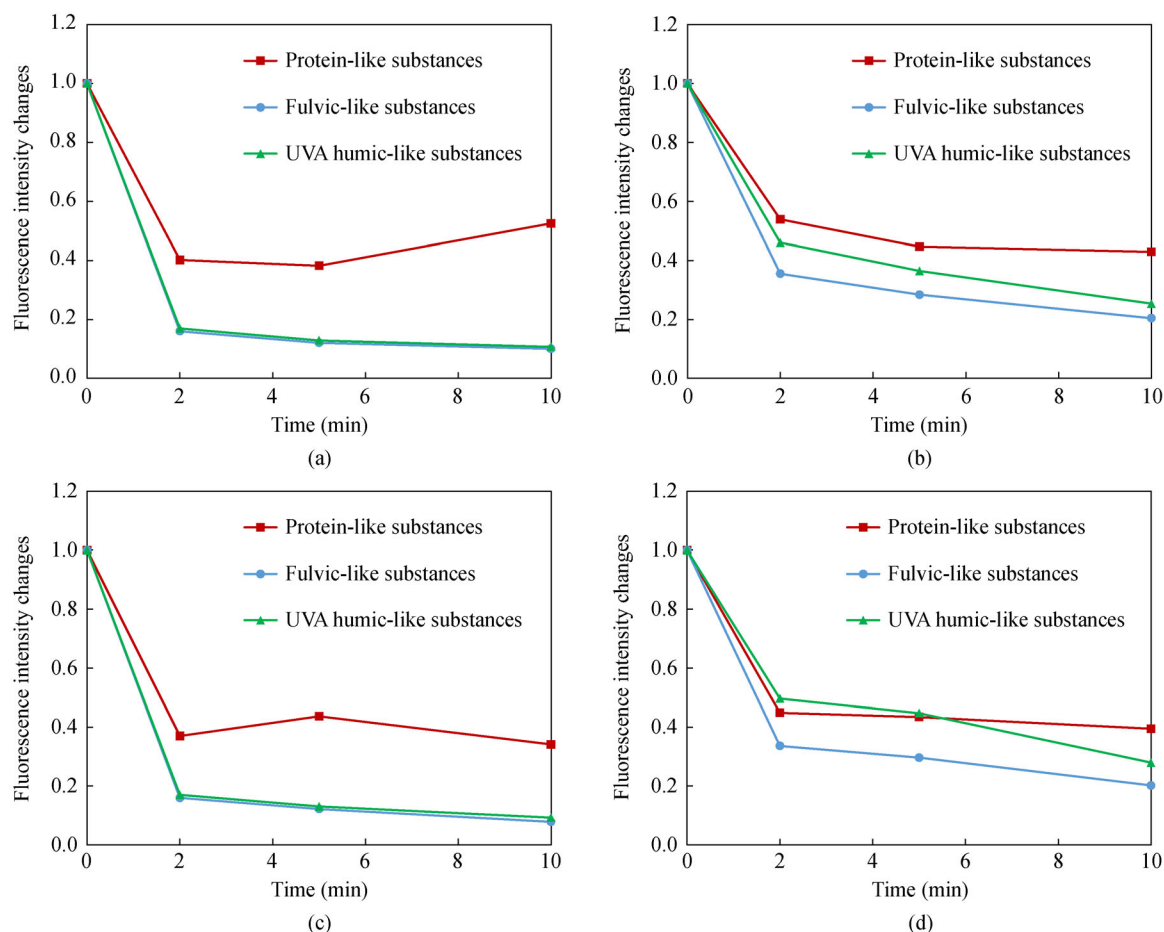 1.2
1.0
0.8
0.6
0.4
0.2
0.0
Fluorescence intensity changes
Protein-like substances
Fulvic-like substances
UVA humic-like substances
0 2 4 6 8 10
Time (min)
(a)
1.2
1.0
0.8
0.6
0.4
0.2
0.0
Fluorescence intensity changes
Protein-like substances
Fulvic-like substances
UVA humic-like substances
0 2 4 6 8 10
Time (min)
(b)
1.2
1.0
0.8
0.6
0.4
0.2
0.0
Fluorescence intensity changes
Protein-like substances
Fulvic-like substances
UVA humic-like substances
0 2 4 6 8 10
Time (min)
(c)
1.2
1.0
0.8
0.6
0.4
0.2
0.0
Fluorescence intensity changes
Protein-like substances
Fulvic-like substances
UVA humic-like substances
0 2 4 6 8 10
Time (min)
(d)